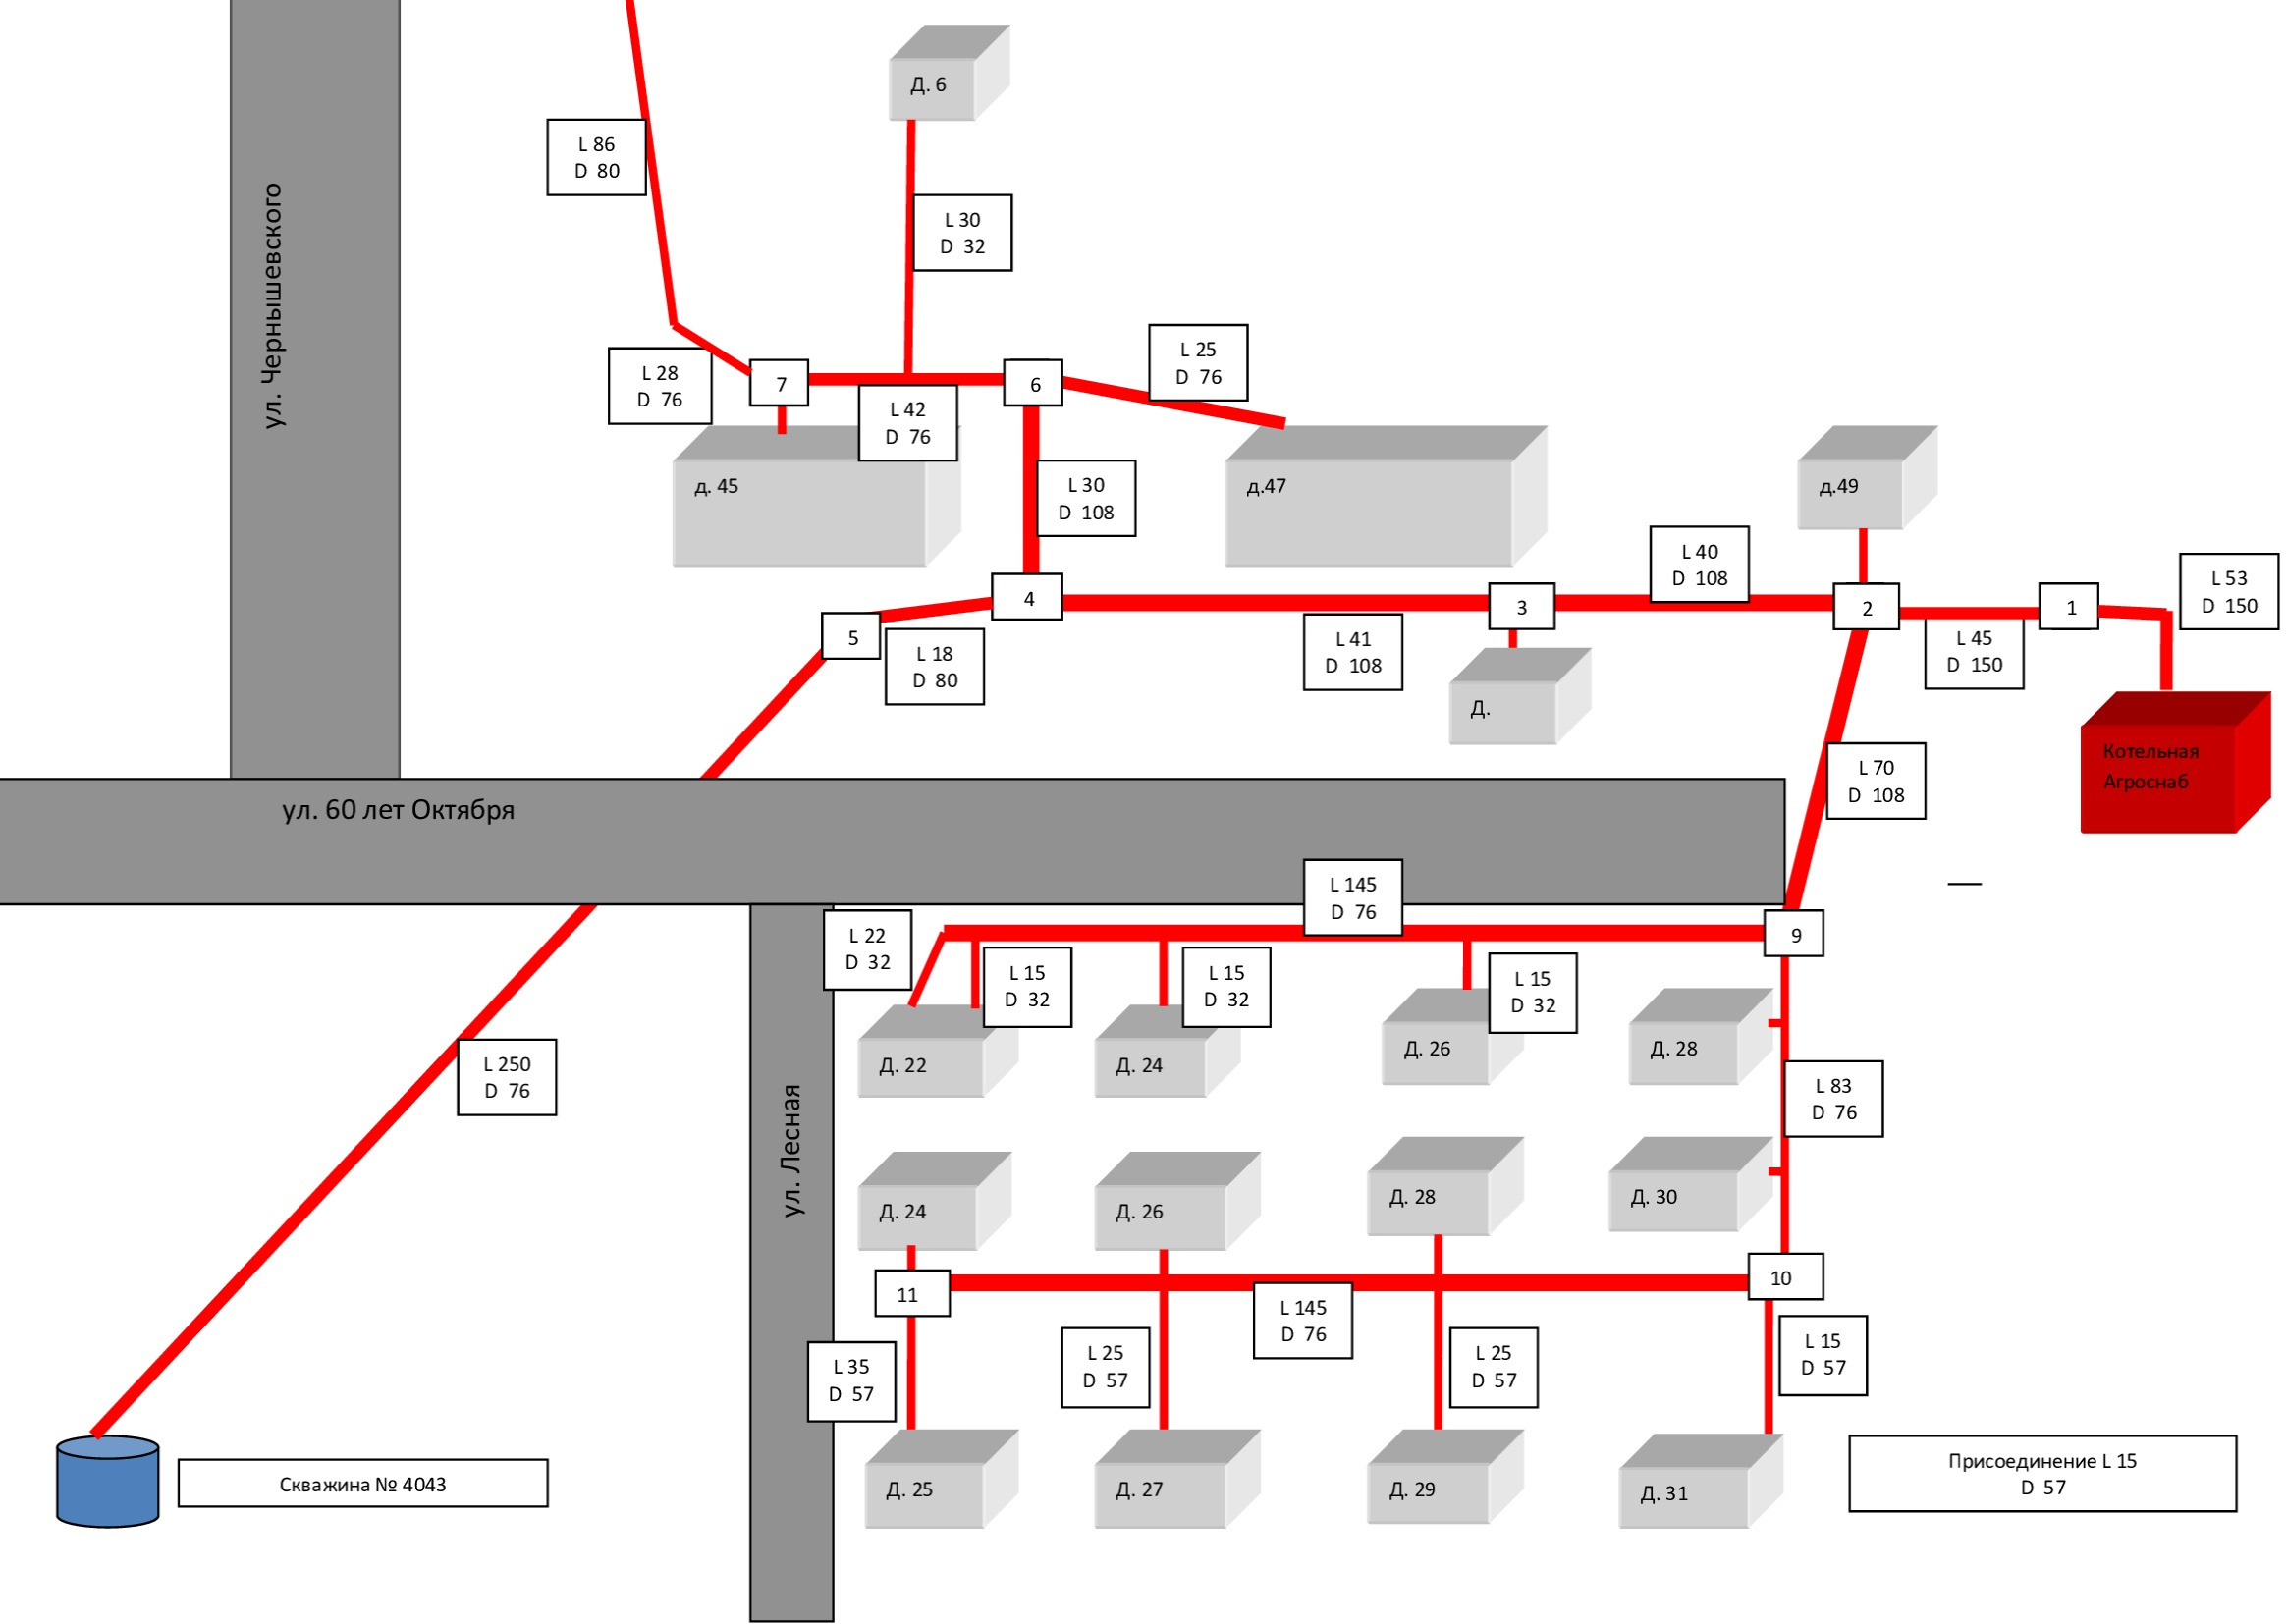 Д. 6
L 86
D 80
ул. Чернышевского
L 30
D 32
L 25
D 76
L 28
D 76
7
6
L 42
D 76
д. 45
L 30
D 108
д.47
д.49
L 40
D 108
L 53
D 150
4
3
2
1
5
L 18
D 80
L 41
D 108
L 45
D 150
Д.
Котельная
Агроснаб
L 70
D 108
ул. 60 лет Октября
L 145
D 76
L 22
D 32
9
L 15
D 32
L 15
D 32
L 15
D 32
Д. 22
Д. 24
Д. 26
Д. 28
L 250
D 76
L 83
D 76
ул. Лесная
Д. 24
Д. 26
Д. 28
Д. 30
11
10
L 145
D 76
L 35
D 57
L 25
D 57
L 25
D 57
L 15
D 57
Скважина № 4043
Д. 25
Д. 27
Д. 29
Д. 31
Присоединение L 15
D 57